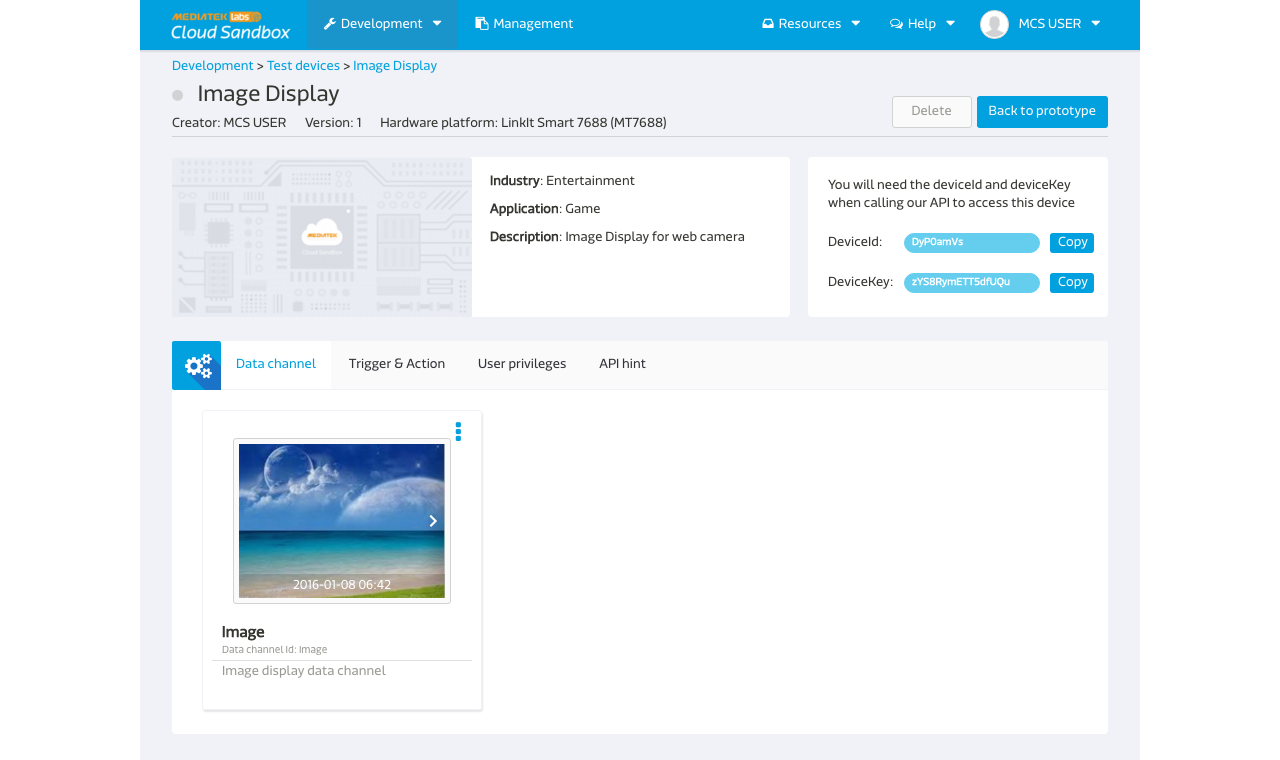 MEDIATEK labs
Cloud Sandbox
Development
Management
Resources
Help
MCS USER
Development > Test devices > Image Display
Image Display
Delete
Back to prototype
Creator: MCS USER Version: 1 Hardware platform: LinkIt Smart 7688 (MT7688)
MEDIATEK
Cloud Sandbox
Industry: Entertainment
Application: Game
Description: Image Display for web camera
You will need the deviceId and deviceKey
when calling our API to access this device
DeviceId: DyP0amVs Copy
DeviceKey: zYS8RymETT5dfUQu Copy
Data channel
Trigger & Action
User privileges
API hint
2016-01-08 06:42
Image
Data channel Id: Image
Image display data channel